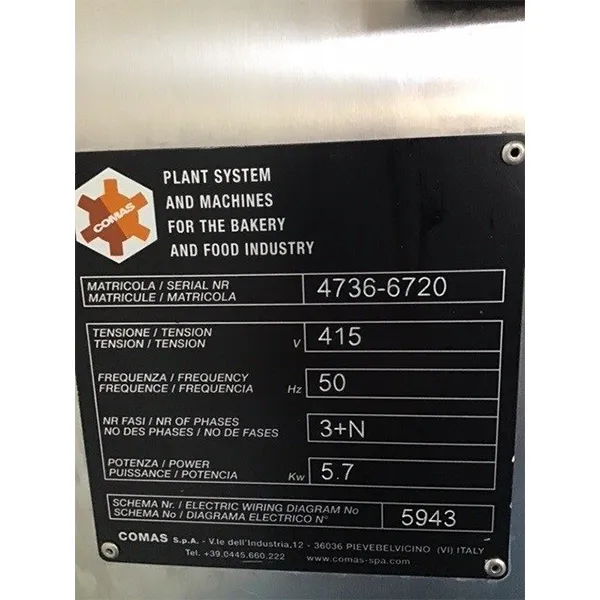 COMAS
PLANT SYSTEM
AND MACHINES
FOR THE BAKERY
AND FOOD INDUSTRY
MATRICOLA / SERIAL NR
MATRICULE / MATRICOLA
4736-6720
TENSIONE / TENSION
TENSION / TENSION
V
415
FREQUENZA / FREQUENCY
FREQUENCE / FREQUENCIA
Hz
50
NR FASI / NR OF PHASES
NO DES PHASES / NO DE FASES
3+N
POTENZA / POWER
PUISSANCE / POTENCIA
Kw
5.7
SCHEMA Nr. / ELECTRIC WIRING DIAGRAM No
SCHEMA No / DIAGRAMA ELECTRICO N°
5943
COMAS S.p.A. - V.le dell'Industria,12 - 36036 PIEVEBELVICINO (VI) ITALY
Tel. +39.0445.660.222 www.comas-spa.com